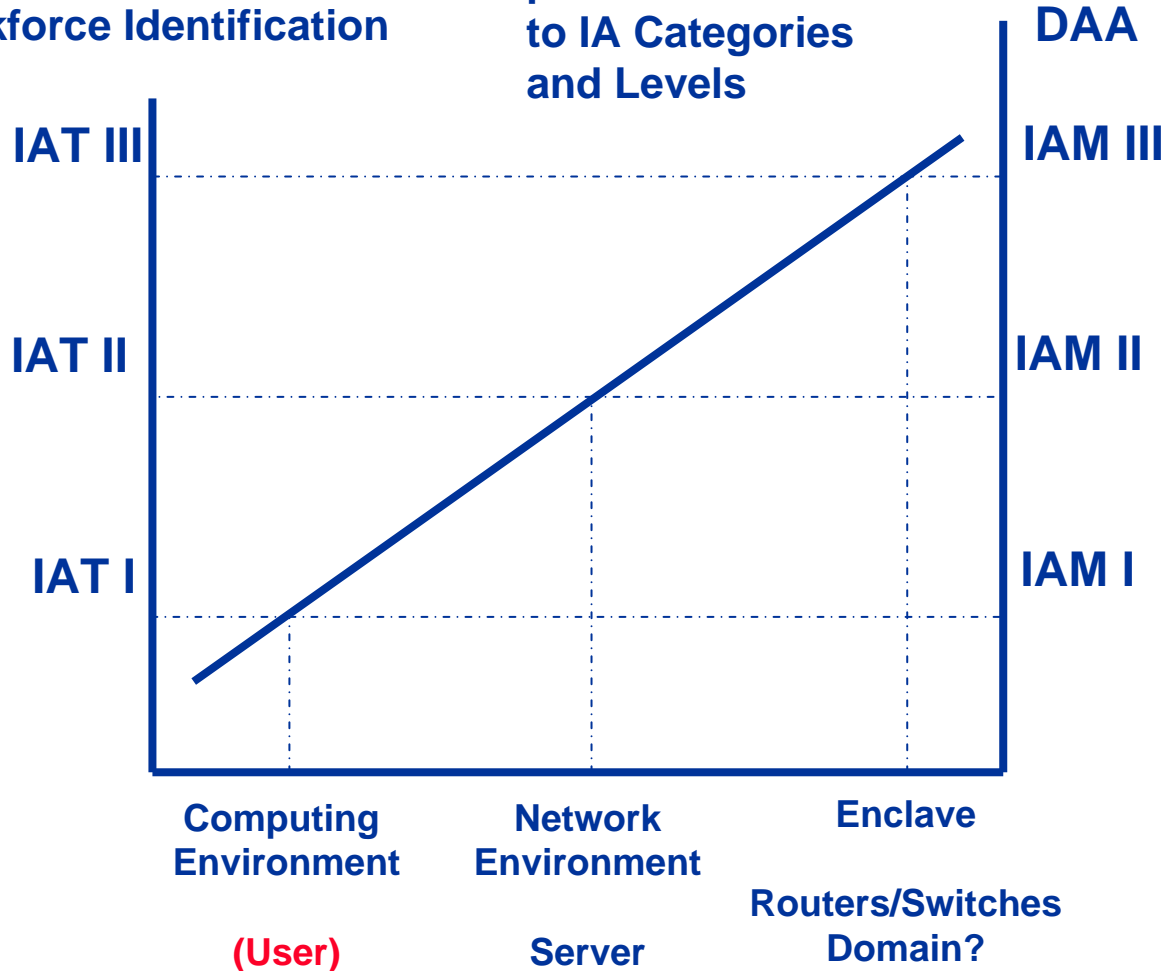 kforce Identification
to IA Categories
and Levels
DAA
IAT III
IAM III
IAT II
IAM II
IAT I
IAM I
Computing
Environment
Network
Environment
Enclave
(User)
Server
Routers/Switches
Domain?